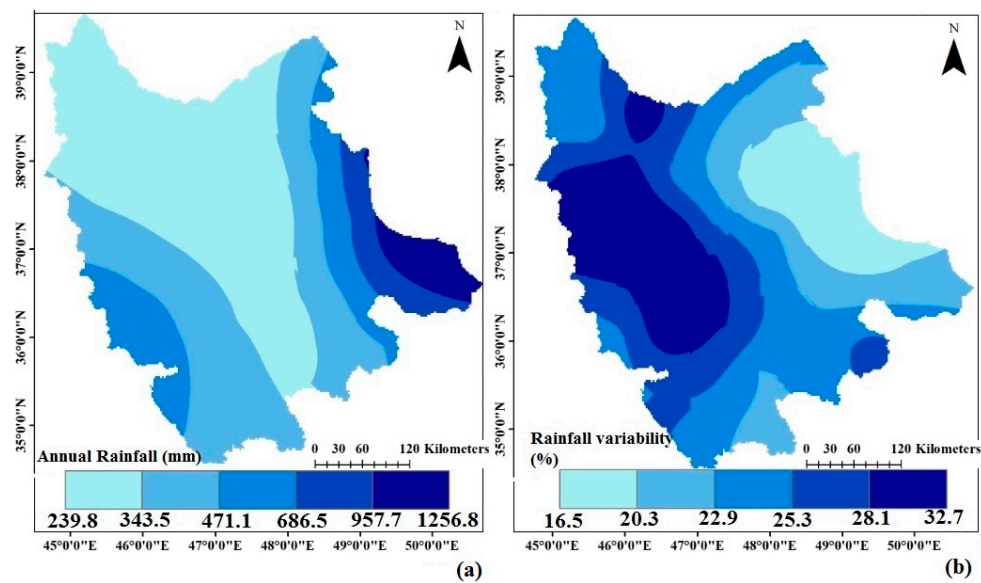 N
39°0'0"N
38°0'0"N
37°0'0"N
36°0'0"N
35°0'0"N
Annual Rainfall (mm)
0 30 60 120 Kilometers
239.8 343.5 471.1 686.5 957.7 1256.8
45°0'0"E 46°0'0"E 47°0'0"E 48°0'0"E 49°0'0"E 50°0'0"E
(a)
N
39°0'0"N
38°0'0"N
37°0'0"N
36°0'0"N
35°0'0"N
Rainfall variability
(%)
0 30 60 120 Kilometers
16.5 20.3 22.9 25.3 28.1 32.7
45°0'0"E 46°0'0"E 47°0'0"E 48°0'0"E 49°0'0"E 50°0'0"E
(b)